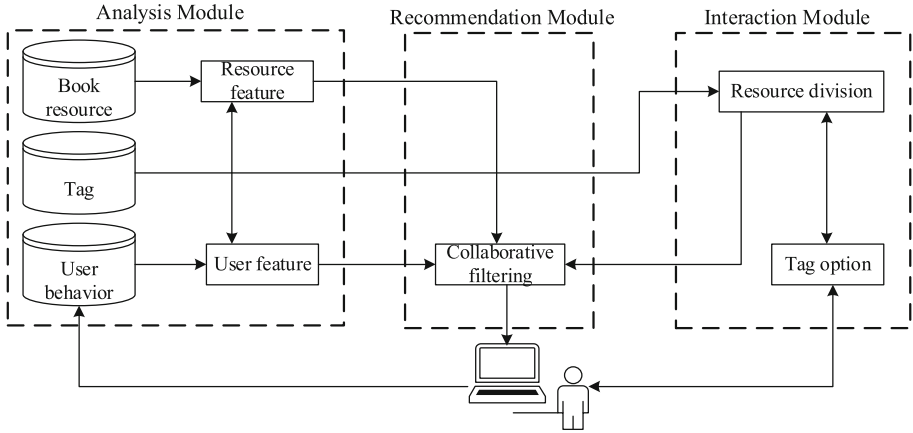 Analysis Module
Recommendation Module
Interaction Module
Book
resource
Resource
feature
Resource division
Tag
User
behavior
User feature
Collaborative
filtering
Tag option